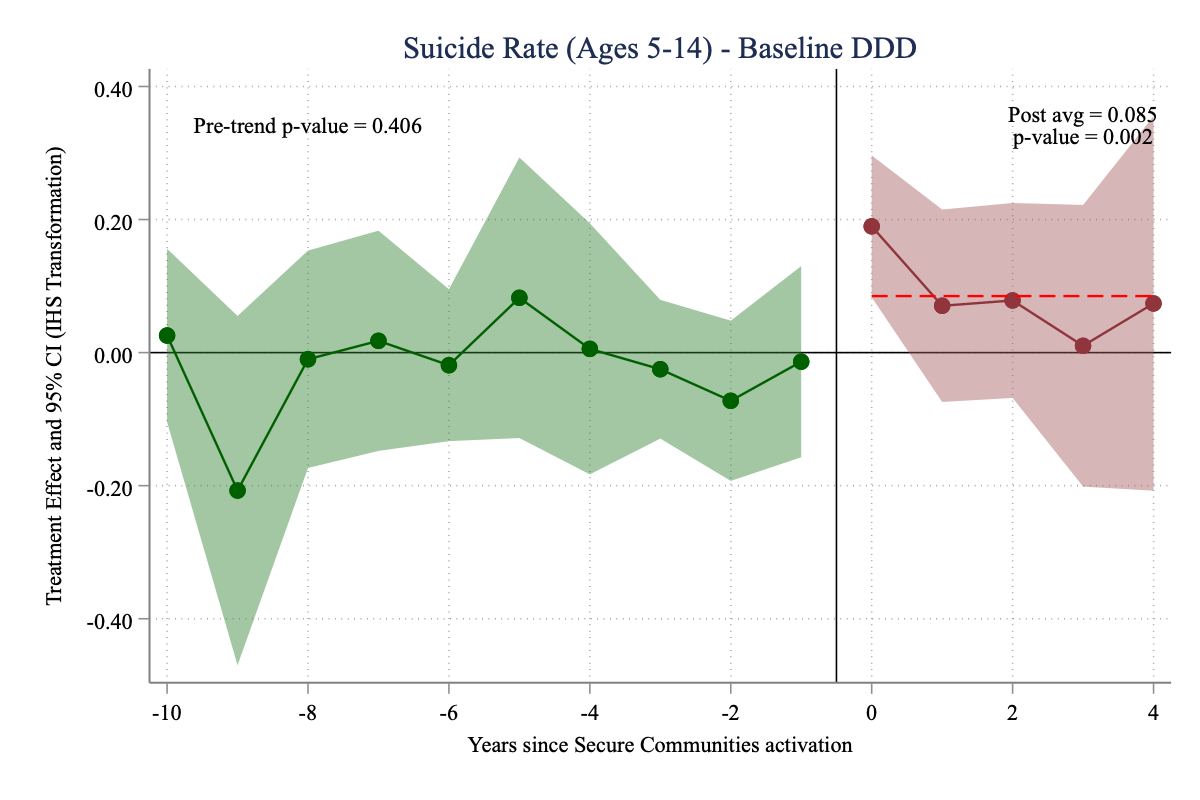 Suicide Rate (Ages 5-14) - Baseline DDD
Treatment Effect and 95% CI (IHS Transformation)
0.40
0.20
0.00
-0.20
-0.40
Pre-trend p-value = 0.406
Post avg = 0.085
p-value = 0.002
-10
-8
-6
-4
-2
0
2
4
Years since Secure Communities activation